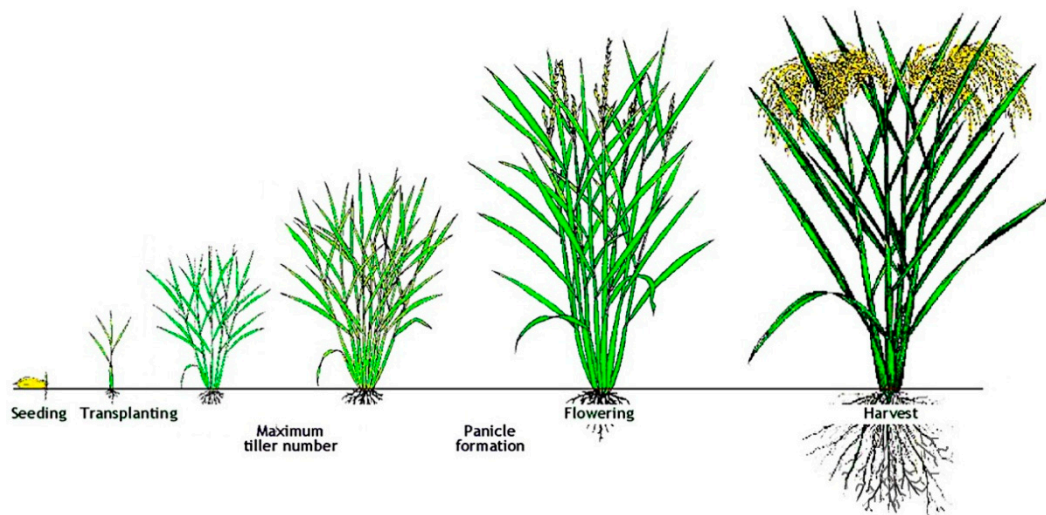 Seeding
Transplanting
Maximum
tiller number
Panicle
formation
Flowering
Harvest